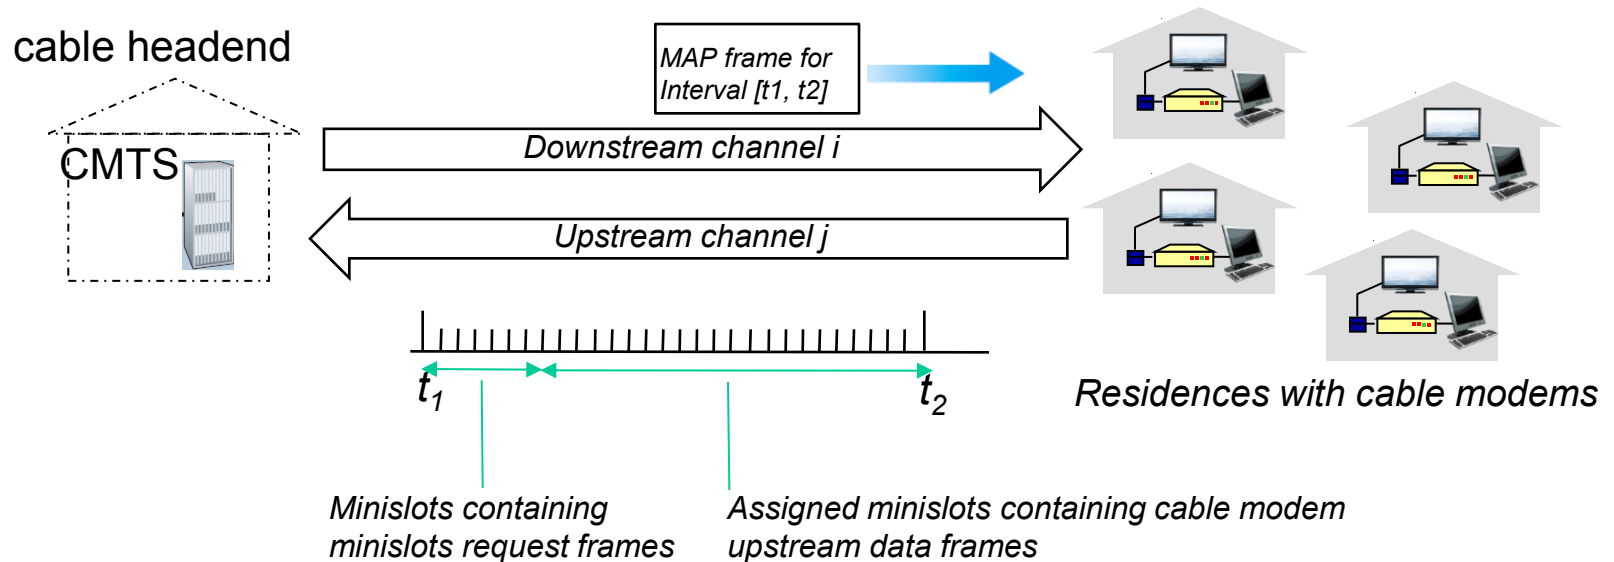 cable headend
CMTS
MAP frame for
Interval [t1, t2]
Downstream channel i
Upstream channel j
t1
t2
Residences with cable modems
Minislots containing
minislots request frames
Assigned minislots containing cable modem
upstream data frames